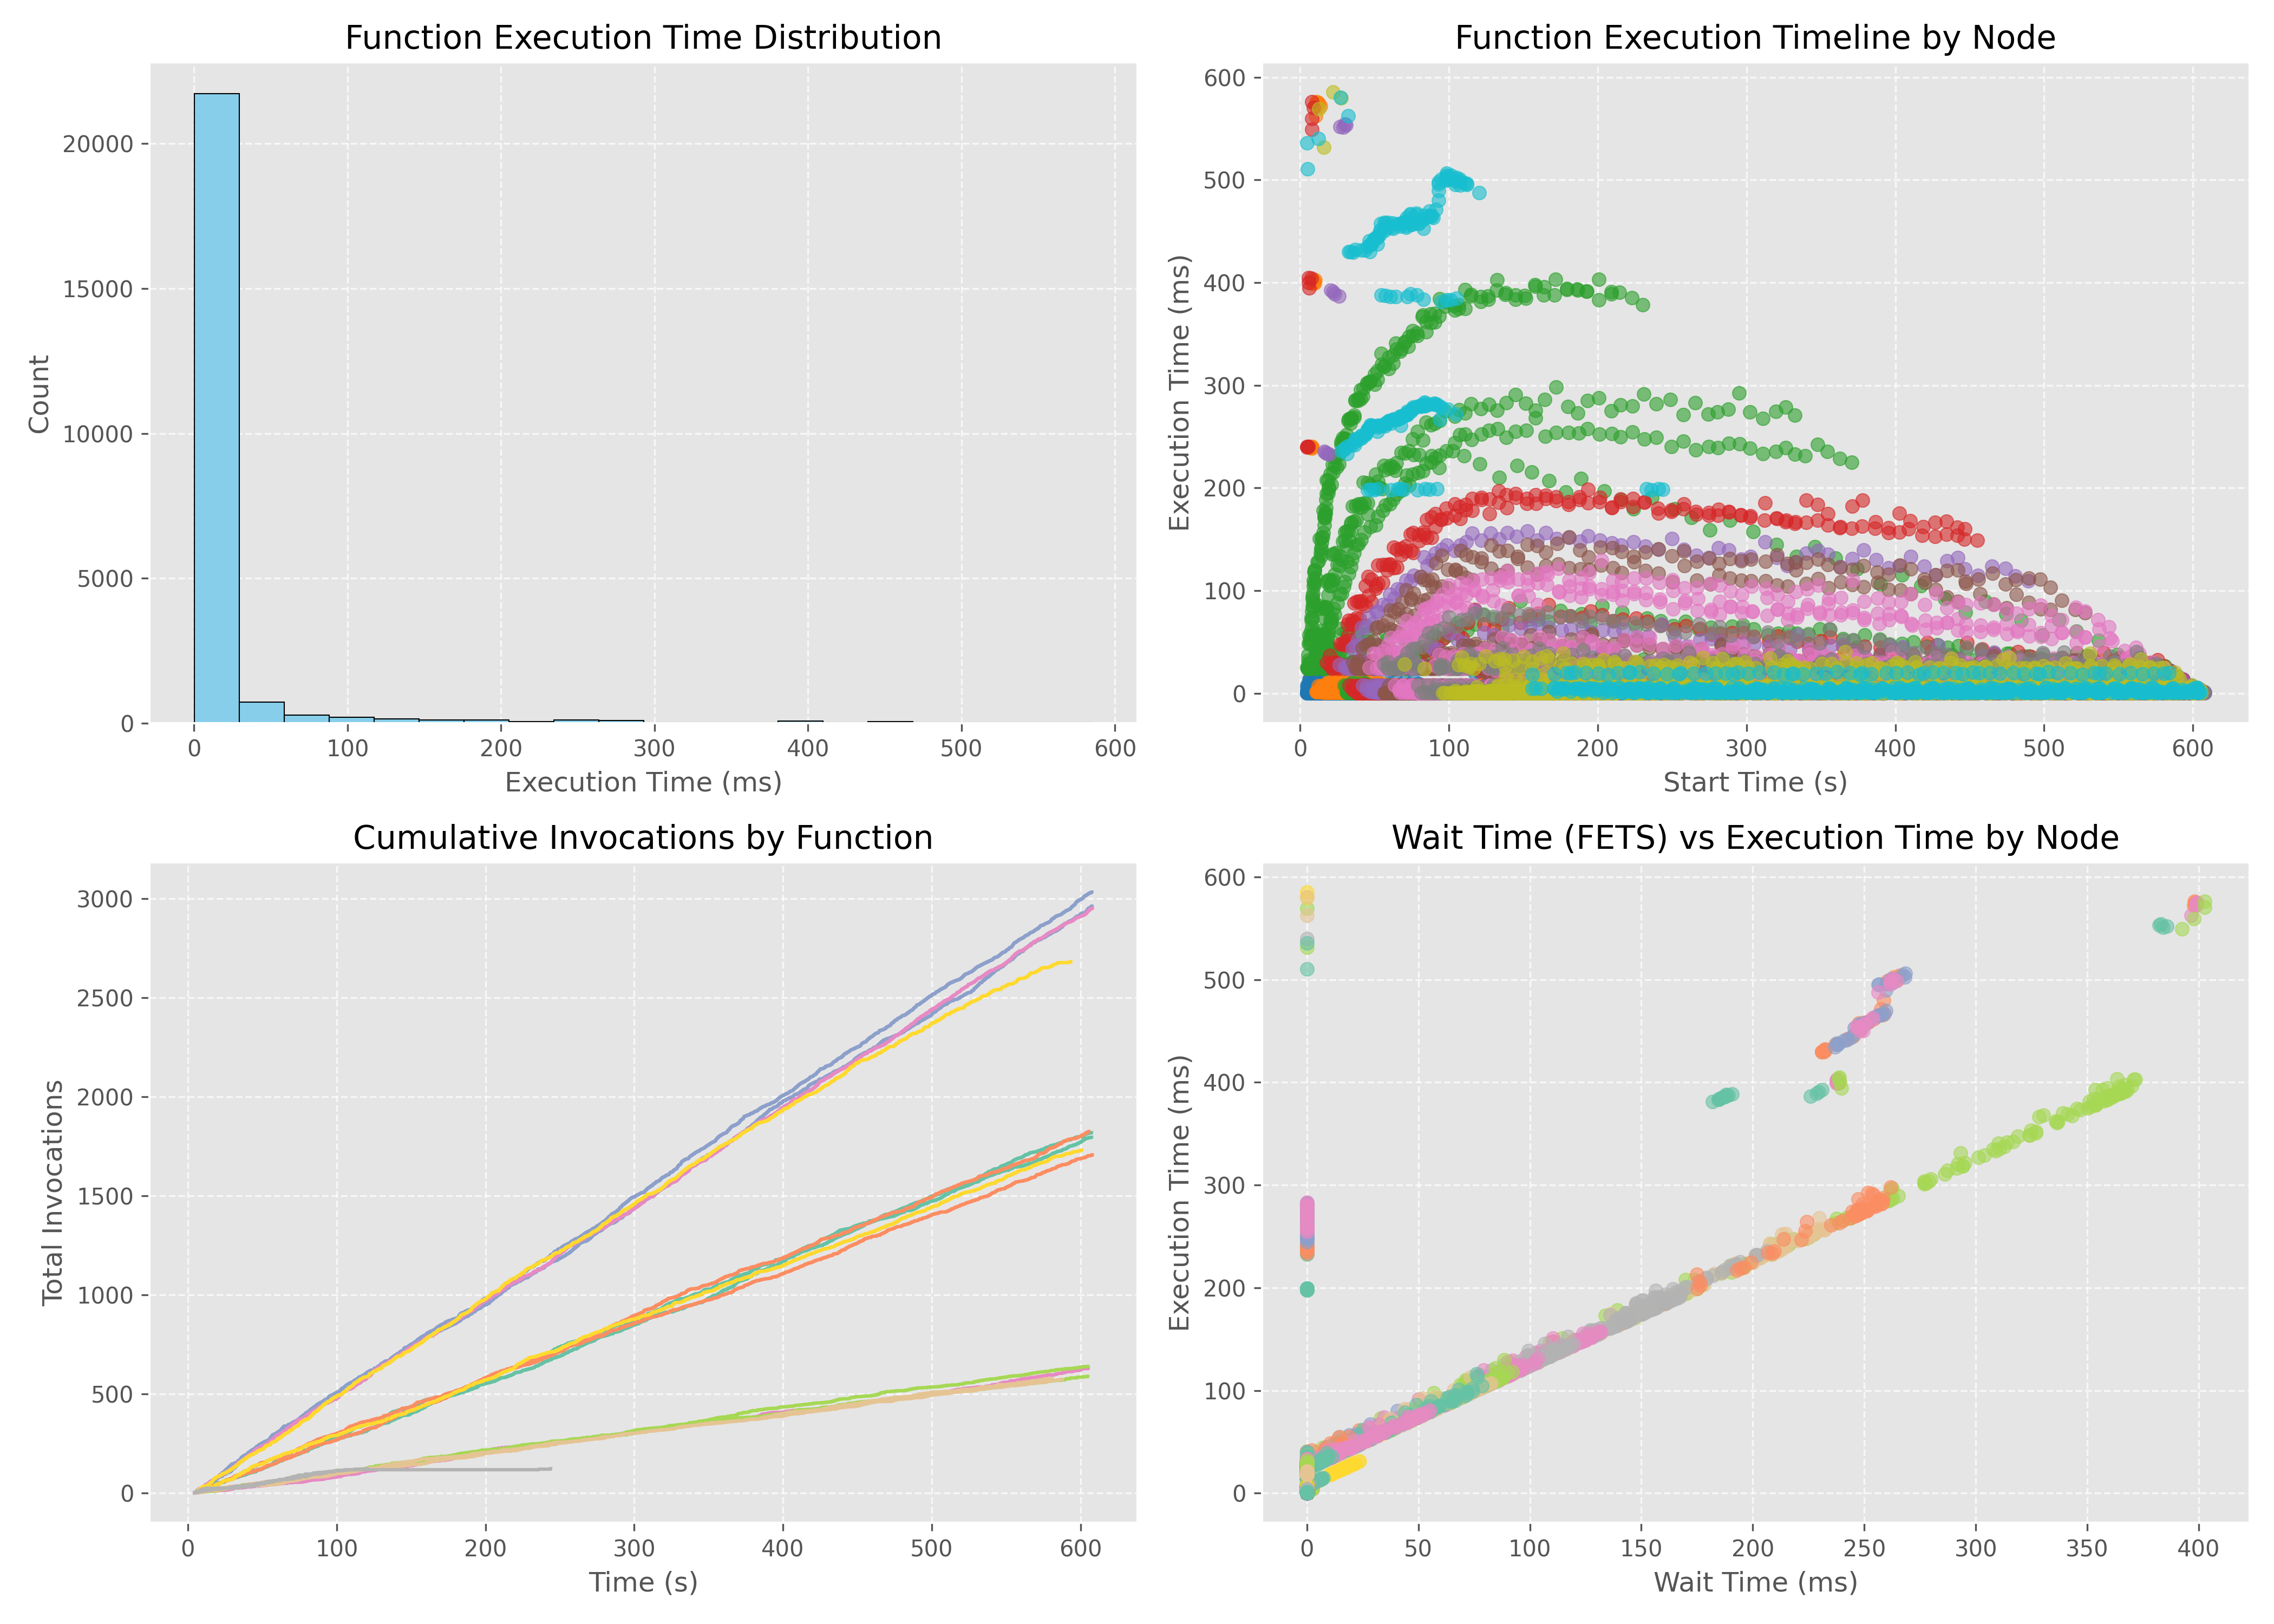 Function Execution Time Distribution
20000
15000
10000
5000
0
Count
0 100 200 300 400 500 600
Execution Time (ms)
Function Execution Timeline by Node
600
500
400
300
200
100
0
Execution Time (ms)
0 100 200 300 400 500 600
Start Time (s)
Cumulative Invocations by Function
3000
2500
2000
1500
1000
500
0
Total Invocations
0 100 200 300 400 500 600
Time (s)
Wait Time (FETS) vs Execution Time by Node
600
500
400
300
200
100
0
Execution Time (ms)
0 50 100 150 200 250 300 350 400
Wait Time (ms)